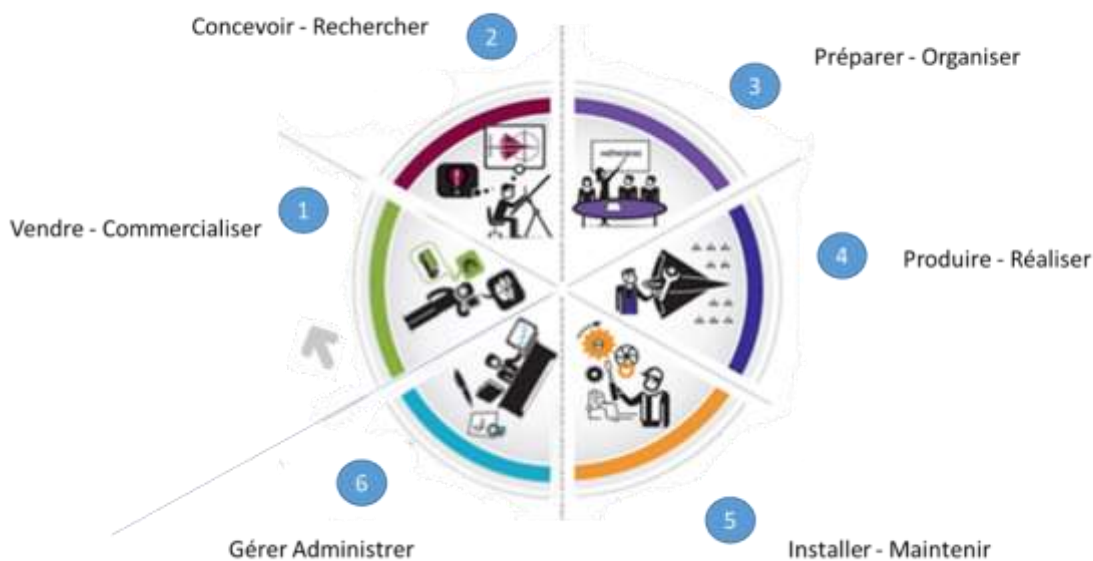 Concevoir - Rechercher
2
Préparer - Organiser
3
Vendre - Commercialiser
1
4
Produire - Réaliser
6
5
Gérer Administrer
Installer - Maintenir